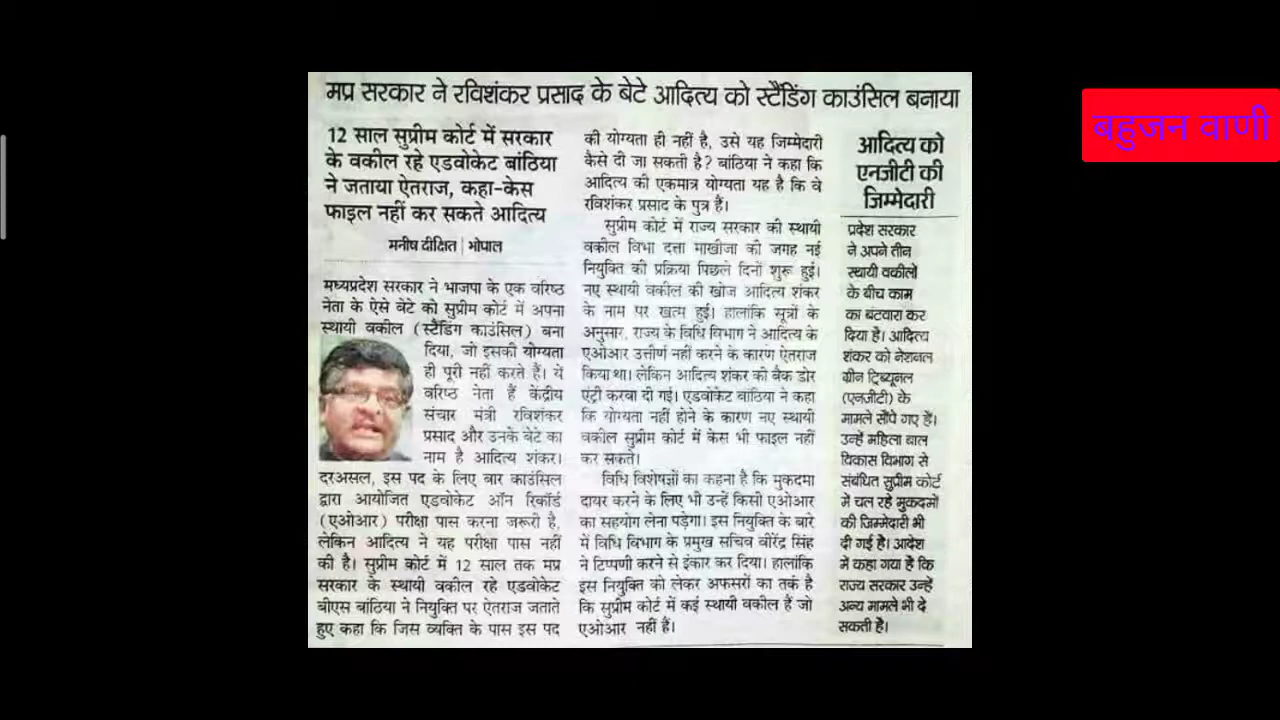 मप्र सरकार ने रविशंकर प्रसाद के बेटे आदित्य को स्टैंडिंग काउंसिल बनाया
12 साल सुप्रीम कोर्ट में सरकार
के वकील रहे एडवोकेट बांठिया
ने जताया ऐतराज, कहा-केस
फाइल नहीं कर सकते आदित्य
मनीष दीक्षित | भोपाल
मध्यप्रदेश सरकार ने भाजपा के एक वरिष्ठ
नेता के ऐसे बेटे को सुप्रीम कोर्ट में अपना
स्थायी वकील (स्टैंडिंग काउंसिल) बना
दिया, जो इसकी योग्यता
ही पूरी नहीं करते हैं। ये
वरिष्ठ नेता हैं केंद्रीय
संचार मंत्री रविशंकर
प्रसाद और उनके बेटे का
नाम है आदित्य शंकर।
दरअसल, इस पद के लिए बार काउंसिल
द्वारा आयोजित एडवोकेट ऑन रिकॉर्ड
(एओआर) परीक्षा पास करना जरूरी है,
लेकिन आदित्य ने यह परीक्षा पास नहीं
की है। सुप्रीम कोर्ट में 12 साल तक मप्र
सरकार के स्थायी वकील रहे एडवोकेट
बीएस बांठिया ने नियुक्ति पर ऐतराज जताते
हुए कहा कि जिस व्यक्ति के पास इस पद
की योग्यता ही नहीं है, उसे यह जिम्मेदारी
कैसे दी जा सकती है? बांठिया ने कहा कि
आदित्य की एकमात्र योग्यता यह है कि वे
रविशंकर प्रसाद के पुत्र हैं।
सुप्रीम कोर्ट में राज्य सरकार की स्थायी
वकील विभा दत्ता माखीजा की जगह नई
नियुक्ति की प्रक्रिया पिछले दिनों शुरू हुई।
नए स्थायी वकील की खोज आदित्य शंकर
के नाम पर खत्म हुई। हालांकि सूत्रों के
अनुसार, राज्य के विधि विभाग ने आदित्य के
एओआर उत्तीर्ण नहीं करने के कारण ऐतराज
किया था। लेकिन आदित्य शंकर को बैक डोर
एंट्री करवा दी गई। एडवोकेट बांठिया ने कहा
कि योग्यता नहीं होने के कारण नए स्थायी
वकील सुप्रीम कोर्ट में केस भी फाइल नहीं
कर सकते।
विधि विशेषज्ञों का कहना है कि मुकदमा
दायर करने के लिए भी उन्हें किसी एओआर
का सहयोग लेना पड़ेगा। इस नियुक्ति के बारे
में विधि विभाग के प्रमुख सचिव वीरेंद्र सिंह
ने टिप्पणी करने से इंकार कर दिया। हालांकि
इस नियुक्ति को लेकर अफसरों का तर्क है
कि सुप्रीम कोर्ट में कई स्थायी वकील हैं जो
एओआर नहीं हैं।
आदित्य को
एनजीटी की
जिम्मेदारी
प्रदेश सरकार
ने अपने तीन
स्थायी वकीलों
के बीच काम
का बंटवारा कर
दिया है। आदित्य
शंकर को नेशनल
ग्रीन ट्रिब्यूनल
(एनजीटी) के
मामले सौंपे गए हैं।
उन्हें महिला बाल
विकास विभाग से
संबंधित सुप्रीम कोर्ट
में चल रहे मुकदमों
की जिम्मेदारी भी
दी गई है। आदेश
में कहा गया है कि
राज्य सरकार उन्हें
अन्य मामले भी दे
सकती है।
बहुजन वाणी